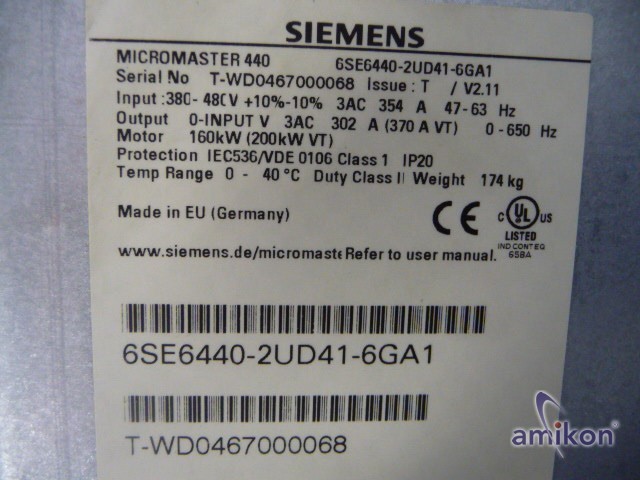 SIEMENS
MICROMASTER 440 6SE6440-2UD41-6GA1
Serial No T-WD0467000068 Issue: T / V2.11
Input:380-480V +10%-10% 3AC 354 A 47-63 Hz
Output 0-INPUT V 3AC 302 A (370 A VT) 0-650 Hz
Motor 160kW (200kW VT)
Protection IEC536/VDE 0106 Class 1 IP20
Temp Range 0 - 40°C Duty Class II Weight 174 kg
Made in EU (Germany)
CE
C UL US
LISTED
IND CONT EQ
65BA
www.siemens.de/micromaste Refer to user manual.
6SE6440-2UD41-6GA1
T-WD0467000068
amikon